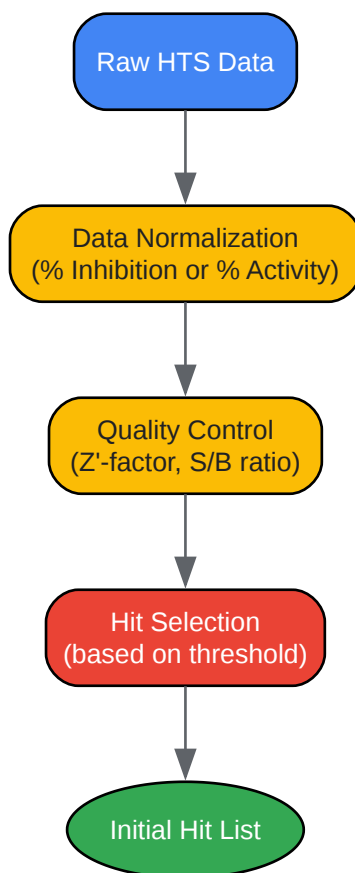 Raw HTS Data
Data Normalization
(% Inhibition or % Activity)
Quality Control
(Z'-factor, S/B ratio)
Hit Selection
(based on threshold)
Initial Hit List